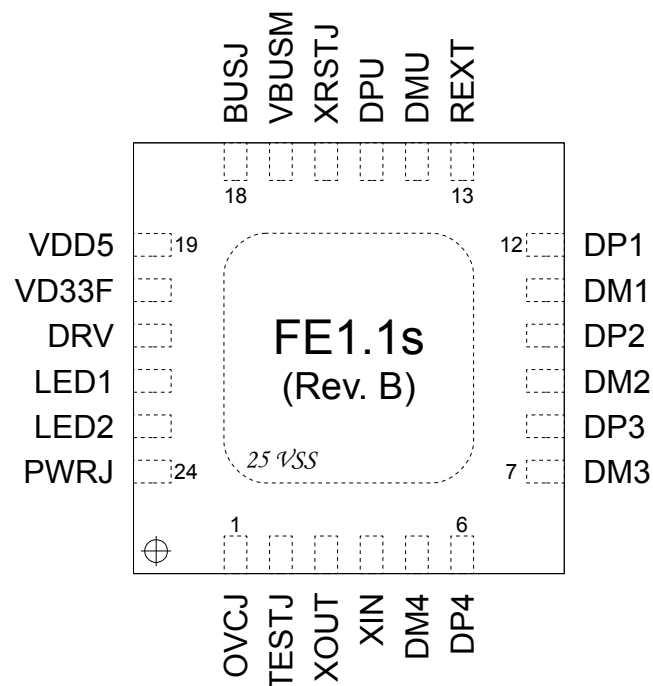 BUSJ
VBUSM
XRSTJ
DPU
DMU
REXT
18
13
VDD5
19
12
DP1
VD33F
DM1
DRV
DP2
LED1
DM2
LED2
DP3
PWRJ
24
7
DM3
FE1.1s
(Rev. B)
25 VSS
1
6
OVCJ
TESTJ
XOUT
XIN
DM4
DP4